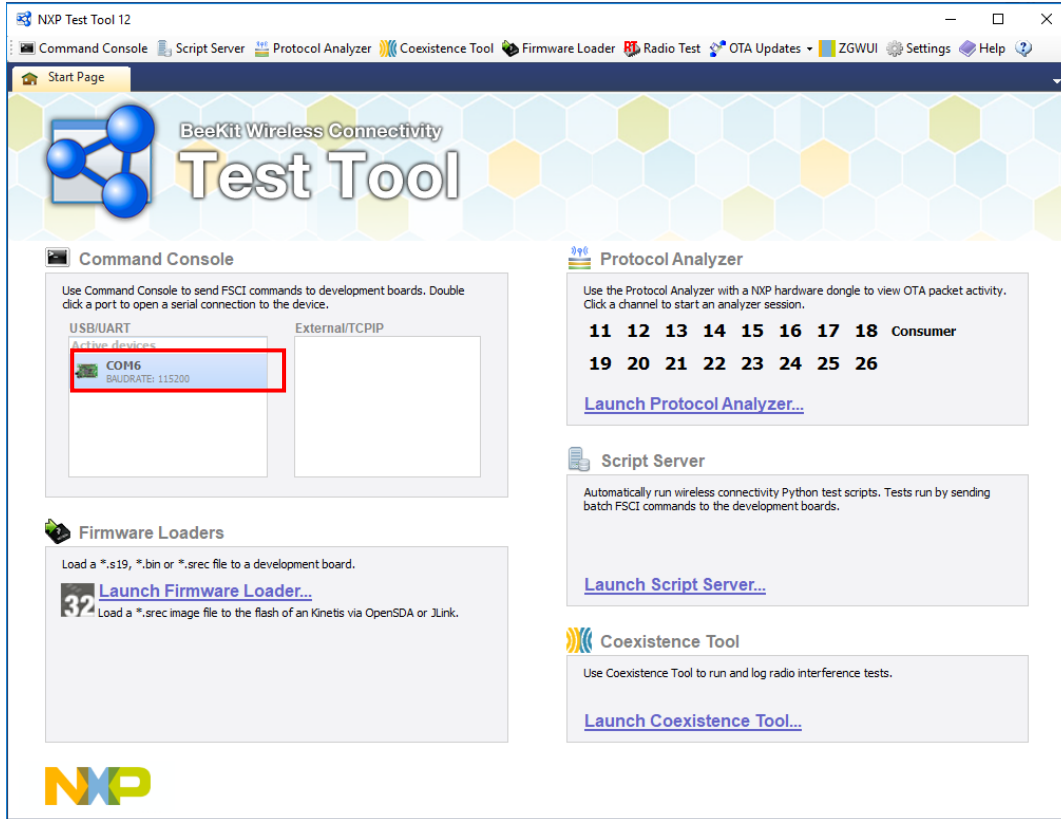 NXP Test Tool 12
Command Console Script Server Protocol Analyzer Coexistence Tool Firmware Loader Radio Test OTA Updates ZGWUI Settings Help
Start Page
BeeKit Wireless Connectivity
Test Tool
Command Console
Use Command Console to send FSCI commands to development boards. Double
click a port to open a serial connection to the device.
USB/UART External/TCPIP
Active devices
COM6
BAUDRATE: 115200
Firmware Loaders
Load a *.s19, *.bin or *.srec file to a development board.
32
Launch Firmware Loader...
Load a *.srec image file to the flash of an Kinetis via OpenSDA or JLink.
Protocol Analyzer
Use the Protocol Analyzer with a NXP hardware dongle to view OTA packet activity.
Click a channel to start an analyzer session.
11 12 13 14 15 16 17 18 Consumer
19 20 21 22 23 24 25 26
Launch Protocol Analyzer...
Script Server
Automatically run wireless connectivity Python test scripts. Tests run by sending
batch FSCI commands to the development boards.
Launch Script Server...
Coexistence Tool
Use Coexistence Tool to run and log radio interference tests.
Launch Coexistence Tool...
NXP